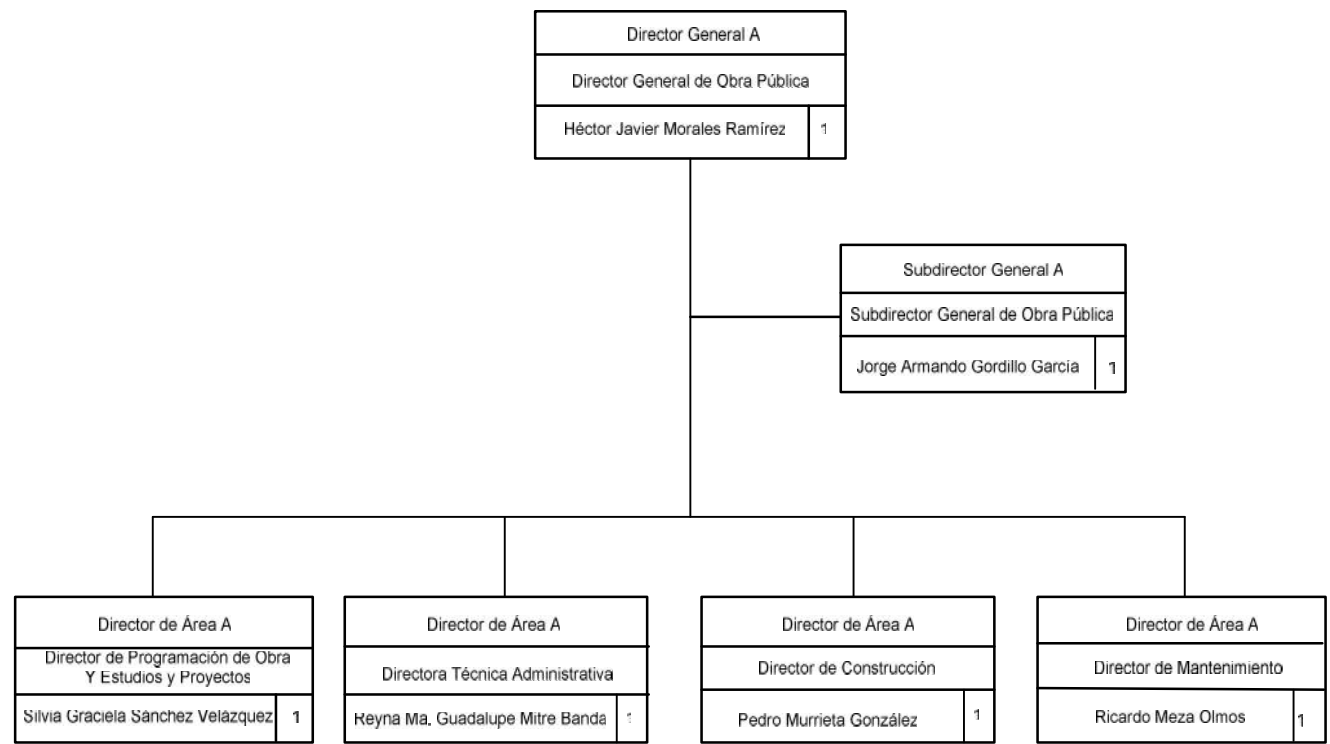 Director General A
Director General de Obra Pública
Héctor Javier Morales Ramírez 1
Subdirector General A
Subdirector General de Obra Pública
Jorge Armando Gordillo García 1
Director de Área A
Director de Programación de Obra
Y Estudios y Proyectos
Silvia Graciela Sánchez Velázquez 1
Director de Área A
Directora Técnica Administrativa
Reyna Ma. Guadalupe Mitre Banda 1
Director de Área A
Director de Construcción
Pedro Murrieta González 1
Director de Área A
Director de Mantenimiento
Ricardo Meza Olmos 1